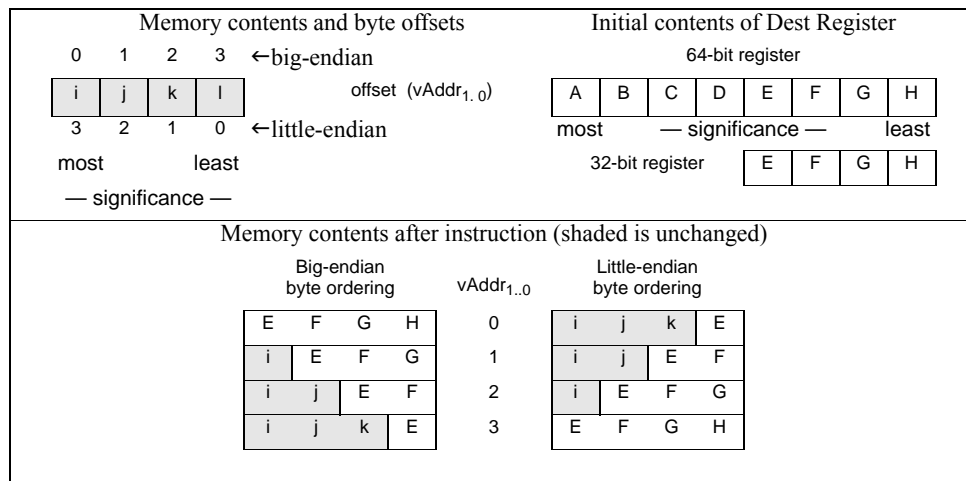 Memory contents and byte offsets
0 1 2 3 ←big-endian
i j k l offset (vAddr1. 0)
3 2 1 0 ←little-endian
most least
— significance —
Initial contents of Dest Register
64-bit register
A B C D E F G H
most — significance — least
32-bit register E F G H
Memory contents after instruction (shaded is unchanged)
Big-endian
byte ordering
vAddr1..0
Little-endian
byte ordering
E F G H 0 i j k E
i E F G 1 i j E F
i j E F 2 i E F G
i j k E 3 E F G H